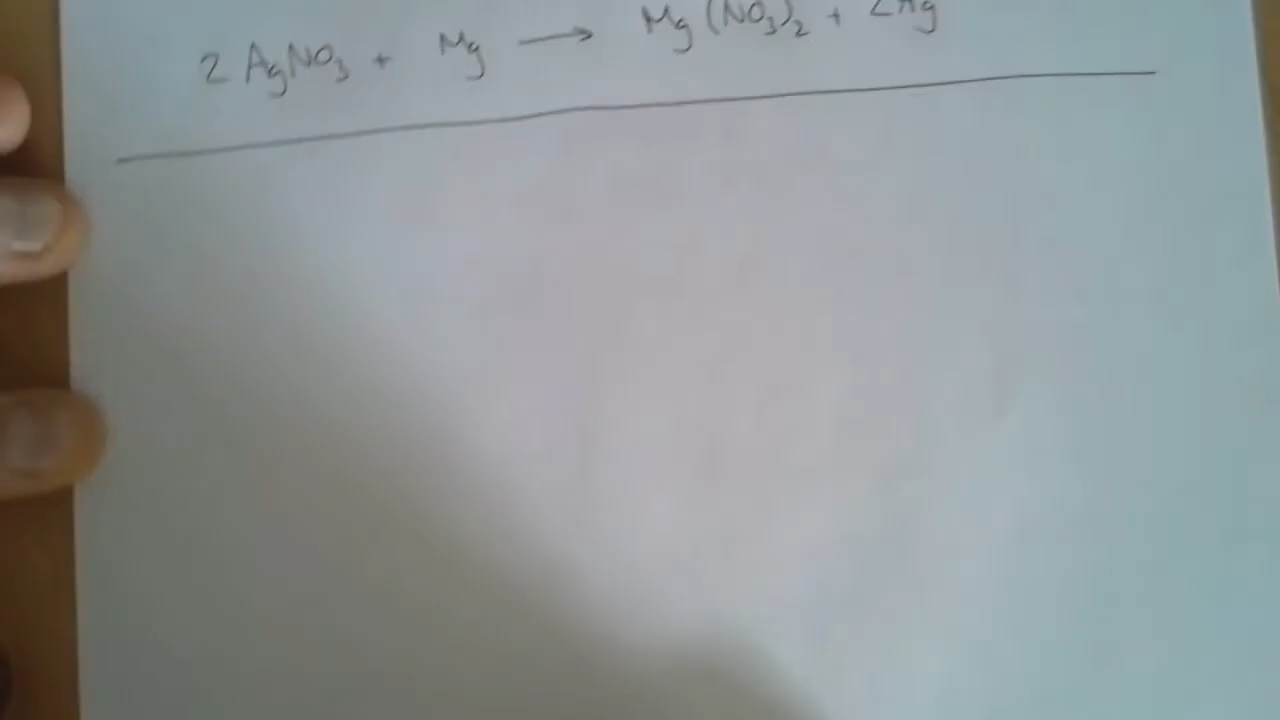 2 AgNO₃ + Mg ⟶ Mg(NO₃)₂ + 2Ag